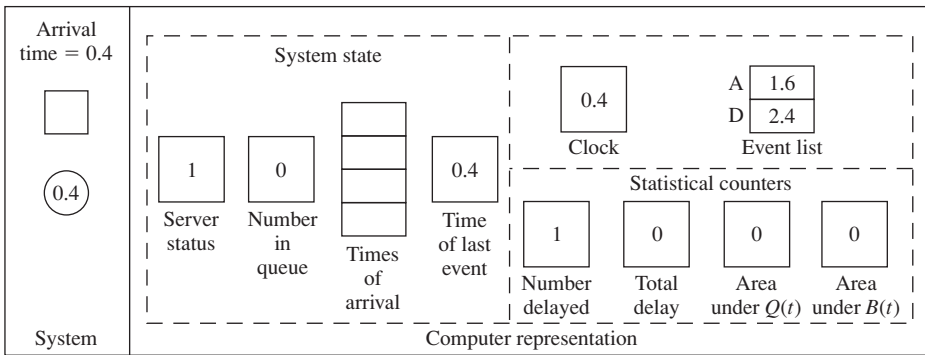 Arrival
time = 0.4
0.4
System
System state
1
Server
status
0
Number
in
queue
Times
of
arrival
0.4
Time
of last
event
0.4
Clock
A 1.6
D 2.4
Event list
Statistical counters
1
Number
delayed
0
Total
delay
0
Area
under Q(t)
0
Area
under B(t)
Computer representation